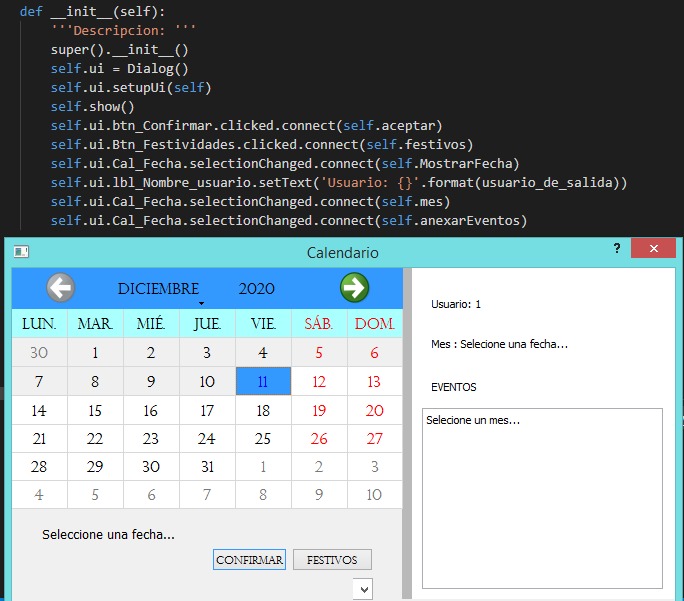 def __init__(self):
'''Descripcion: '''
super().__init__()
self.ui = Dialog()
self.ui.setupUi(self)
self.show()
self.ui.btn_Confirmar.clicked.connect(self.aceptar)
self.ui.Btn_Festividades.clicked.connect(self.festivos)
self.ui.Cal_Fecha.selectionChanged.connect(self.MostrarFecha)
self.ui.lbl_Nombre_usuario.setText('Usuario: {}'.format(usuario_de_salida))
self.ui.Cal_Fecha.selectionChanged.connect(self.mes)
self.ui.Cal_Fecha.selectionChanged.connect(self.anexarEventos)
Calendario ?
DICIEMBRE 2020
LUN. MAR. MIÉ. JUE. VIE. SÁB. DOM.
30 1 2 3 4 5 6
7 8 9 10 11 12 13
14 15 16 17 18 19 20
21 22 23 24 25 26 27
28 29 30 31 1 2 3
4 5 6 7 8 9 10
Seleccione una fecha...
CONFIRMAR FESTIVOS
Usuario: 1
Mes : Selecione una fecha...
EVENTOS
Selecione un mes...